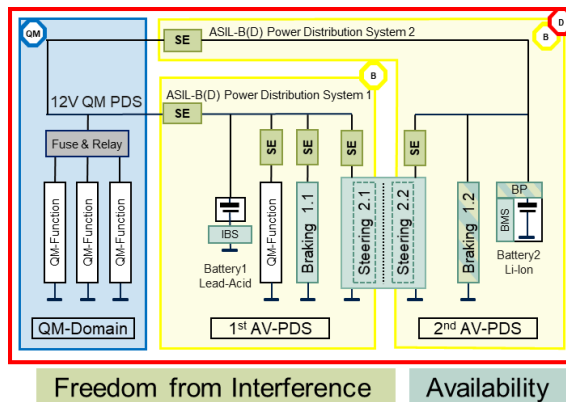 QM
ASIL-B(D) Power Distribution System 2
D
B
SE
B
12V QM PDS
ASIL-B(D) Power Distribution System 1
SE
Fuse & Relay
SE
SE
SE
SE
QM-Function
QM-Function
QM-Function
IBS
Battery1
Lead-Acid
QM-Function
Braking 1.1
Steering 2.1
Steering 2.2
Braking 1.2
BP
BMS
Battery2
Li-Ion
QM-Domain
1st AV-PDS
2nd AV-PDS
Freedom from Interference
Availability